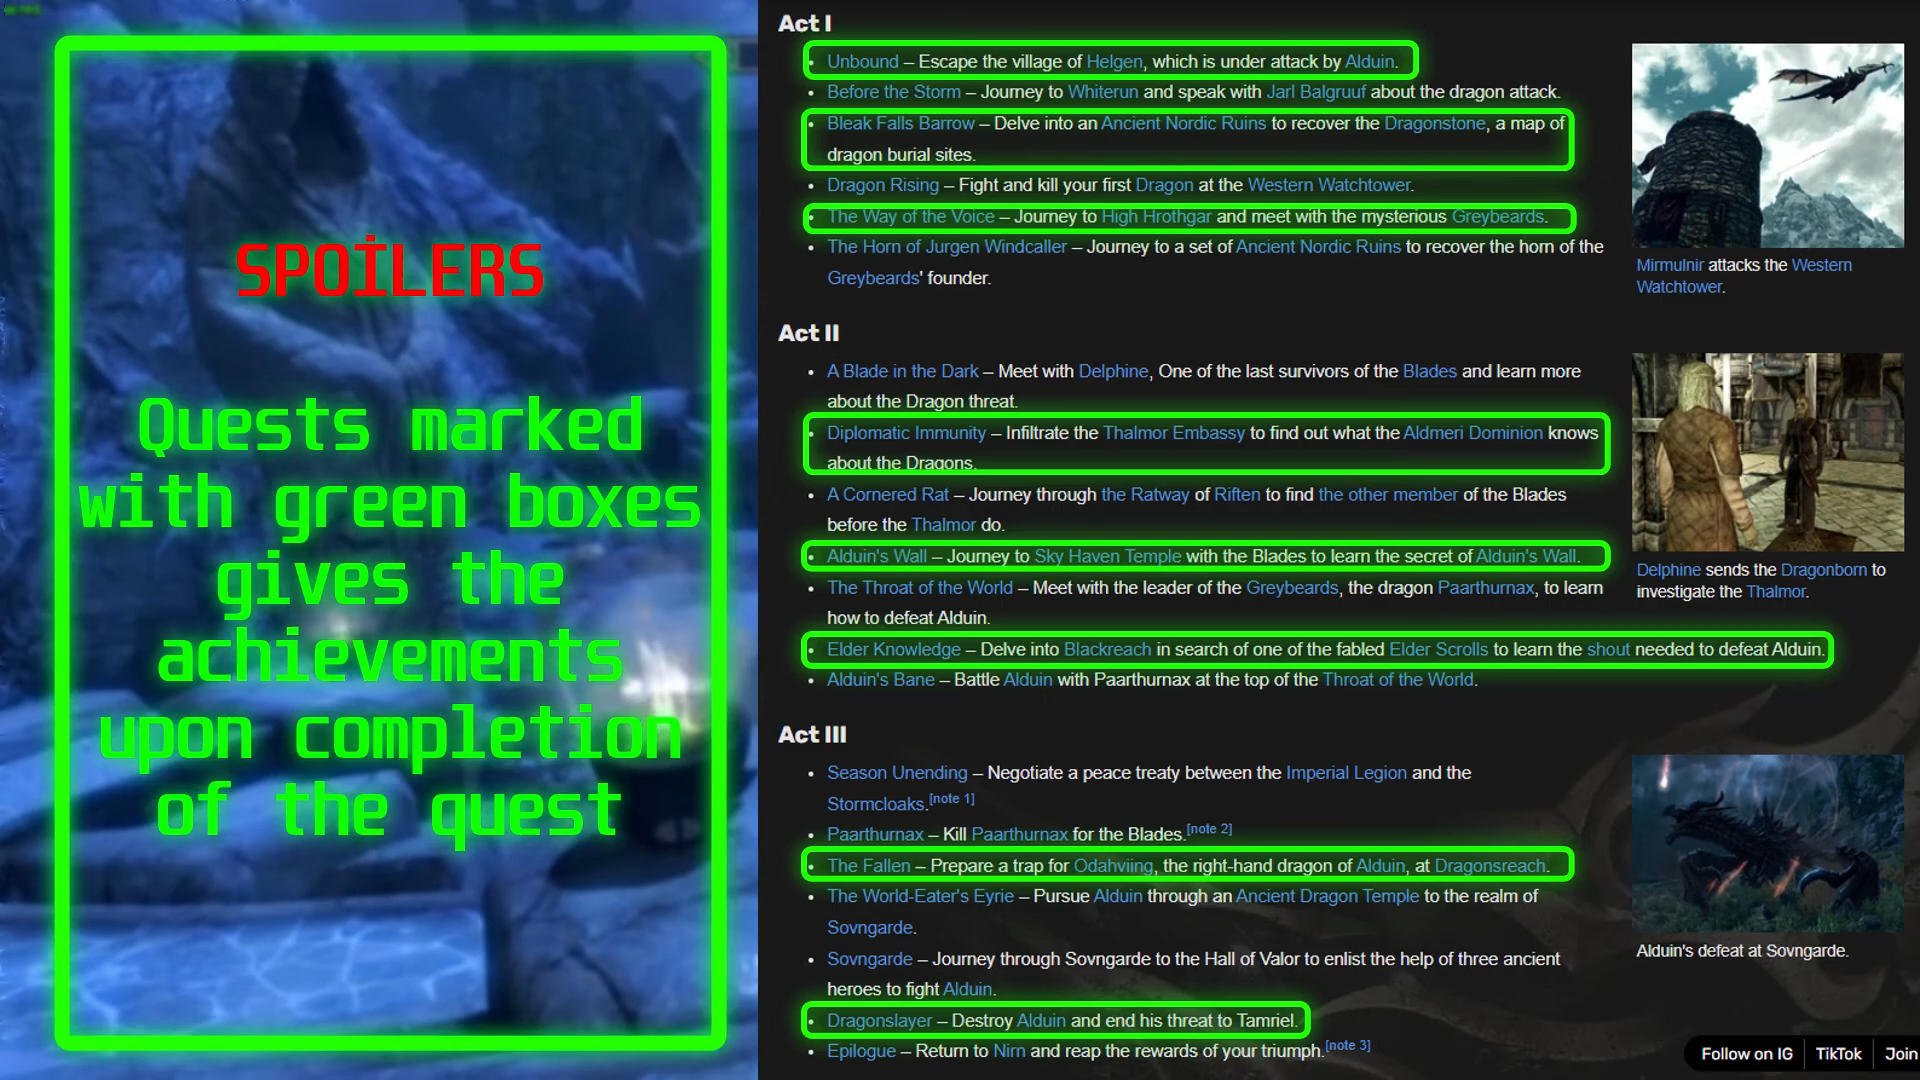 SPOİLERS
Quests marked
with green boxes
gives the
achievements
upon completion
of the quest
Act I
• Unbound – Escape the village of Helgen, which is under attack by Alduin.
• Before the Storm – Journey to Whiterun and speak with Jarl Balgruuf about the dragon attack.
• Bleak Falls Barrow – Delve into an Ancient Nordic Ruins to recover the Dragonstone, a map of
dragon burial sites.
• Dragon Rising – Fight and kill your first Dragon at the Western Watchtower.
• The Way of the Voice – Journey to High Hrothgar and meet with the mysterious Greybeards.
• The Horn of Jurgen Windcaller – Journey to a set of Ancient Nordic Ruins to recover the horn of the
Greybeards' founder.
Mirmulnir attacks the Western
Watchtower.
Act II
• A Blade in the Dark – Meet with Delphine, One of the last survivors of the Blades and learn more
about the Dragon threat.
• Diplomatic Immunity – Infiltrate the Thalmor Embassy to find out what the Aldmeri Dominion knows
about the Dragons.
• A Cornered Rat – Journey through the Ratway of Riften to find the other member of the Blades
before the Thalmor do.
• Alduin's Wall – Journey to Sky Haven Temple with the Blades to learn the secret of Alduin's Wall.
• The Throat of the World – Meet with the leader of the Greybeards, the dragon Paarthurnax, to learn
how to defeat Alduin.
• Elder Knowledge – Delve into Blackreach in search of one of the fabled Elder Scrolls to learn the shout needed to defeat Alduin.
• Alduin's Bane – Battle Alduin with Paarthurnax at the top of the Throat of the World.
Delphine sends the Dragonborn to
investigate the Thalmor.
Act III
• Season Unending – Negotiate a peace treaty between the Imperial Legion and the
Stormcloaks.[note 1]
• Paarthurnax – Kill Paarthurnax for the Blades.[note 2]
• The Fallen – Prepare a trap for Odahviing, the right-hand dragon of Alduin, at Dragonsreach.
• The World-Eater's Eyrie – Pursue Alduin through an Ancient Dragon Temple to the realm of
Sovngarde.
• Sovngarde – Journey through Sovngarde to the Hall of Valor to enlist the help of three ancient
heroes to fight Alduin.
• Dragonslayer – Destroy Alduin and end his threat to Tamriel.
• Epilogue – Return to Nirn and reap the rewards of your triumph.[note 3]
Alduin's defeat at Sovngarde.
Follow on IG TikTok Join